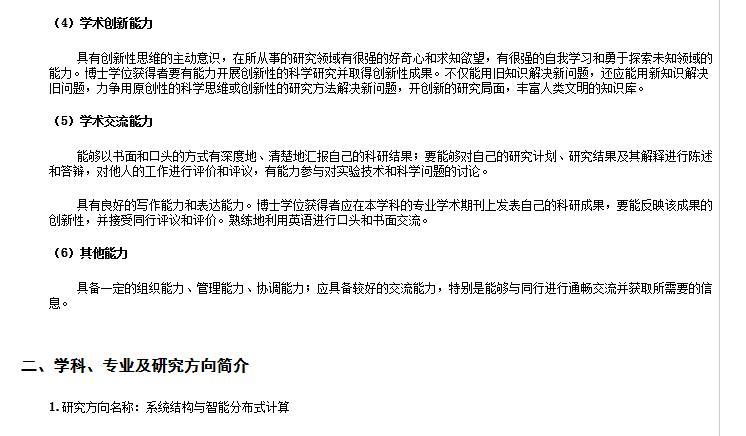 （4）学术创新能力
具有创新性思维的主动意识，在所从事的研究领域有很强的好奇心和求知欲望，有很强的自我学习和勇于探索未知领域的
能力。博士学位获得者要有能力开展创新性的科学研究并取得创新性成果。不仅能用旧知识解决新问题，还应能用新知识解决
旧问题，力争用原创性的科学思维或创新性的研究方法解决新问题，开创新的研究局面，丰富人类文明的知识库。
（5）学术交流能力
能够以书面和口头的方式有深度地、清楚地汇报自己的科研结果；要能够对自己的研究计划、研究结果及其解释进行陈述
和答辩，对他人的工作进行评价和评议，有能力参与对实验技术和科学问题的讨论。
具有良好的写作能力和表达能力。博士学位获得者应在本学科的专业学术期刊上发表自己的科研成果，要能反映该成果的
创新性，并接受同行评议和评价。熟练地利用英语进行口头和书面交流。
（6）其他能力
具备一定的组织能力、管理能力、协调能力；应具备较好的交流能力，特别是能够与同行进行通畅交流并获取所需要的信
息。
二、学科、专业及研究方向简介
1.研究方向名称：系统结构与智能分布式计算